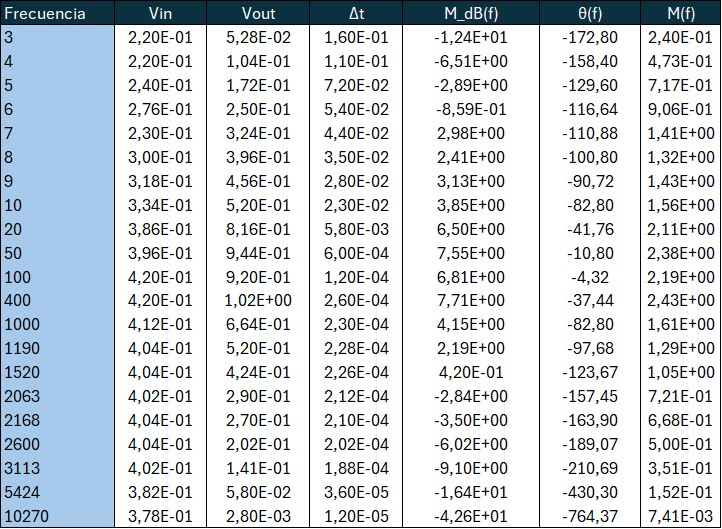 Frecuencia Vin Vout Δt M_dB(f) θ(f) M(f)
3 2,20E-01 5,28E-02 1,60E-01 -1,24E+01 -172,80 2,40E-01
4 2,20E-01 1,04E-01 1,10E-01 -6,51E+00 -158,40 4,73E-01
5 2,40E-01 1,72E-01 7,20E-02 -2,89E+00 -129,60 7,17E-01
6 2,76E-01 2,50E-01 5,40E-02 -8,59E-01 -116,64 9,06E-01
7 2,30E-01 3,24E-01 4,40E-02 2,98E+00 -110,88 1,41E+00
8 3,00E-01 3,96E-01 3,50E-02 2,41E+00 -100,80 1,32E+00
9 3,18E-01 4,56E-01 2,80E-02 3,13E+00 -90,72 1,43E+00
10 3,34E-01 5,20E-01 2,30E-02 3,85E+00 -82,80 1,56E+00
20 3,86E-01 8,16E-01 5,80E-03 6,50E+00 -41,76 2,11E+00
50 3,96E-01 9,44E-01 6,00E-04 7,55E+00 -10,80 2,38E+00
100 4,20E-01 9,20E-01 1,20E-04 6,81E+00 -4,32 2,19E+00
400 4,20E-01 1,02E+00 2,60E-04 7,71E+00 -37,44 2,43E+00
1000 4,12E-01 6,64E-01 2,30E-04 4,15E+00 -82,80 1,61E+00
1190 4,04E-01 5,20E-01 2,28E-04 2,19E+00 -97,68 1,29E+00
1520 4,04E-01 4,24E-01 2,26E-04 4,20E-01 -123,67 1,05E+00
2063 4,02E-01 2,90E-01 2,12E-04 -2,84E+00 -157,45 7,21E-01
2168 4,04E-01 2,70E-01 2,10E-04 -3,50E+00 -163,90 6,68E-01
2600 4,04E-01 2,02E-01 2,02E-04 -6,02E+00 -189,07 5,00E-01
3113 4,02E-01 1,41E-01 1,88E-04 -9,10E+00 -210,69 3,51E-01
5424 3,82E-01 5,80E-02 3,60E-05 -1,64E+01 -430,30 1,52E-01
10270 3,78E-01 2,80E-03 1,20E-05 -4,26E+01 -764,37 7,41E-03